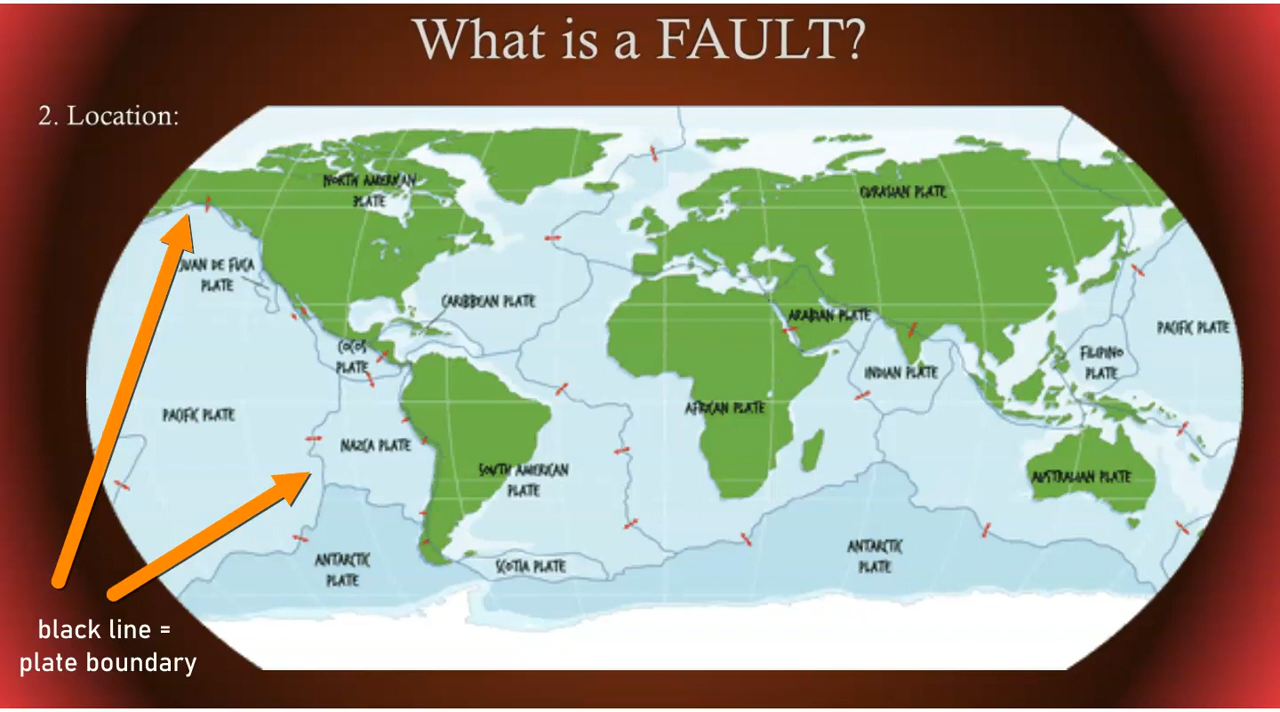 What is a FAULT?
2. Location:
NORTH AMERICAN
PLATE
EURASIAN PLATE
JUAN DE FUCA
PLATE
CARIBBEAN PLATE
ARABIAN PLATE
PACIFIC PLATE
COCOS
PLATE
FILIPINO
PLATE
INDIAN PLATE
PACIFIC PLATE
AFRICAN PLATE
NAZCA PLATE
SOUTH AMERICAN
PLATE
AUSTRALIAN PLATE
ANTARCTIC
PLATE
SCOTIA PLATE
ANTARCTIC
PLATE
black line =
plate boundary